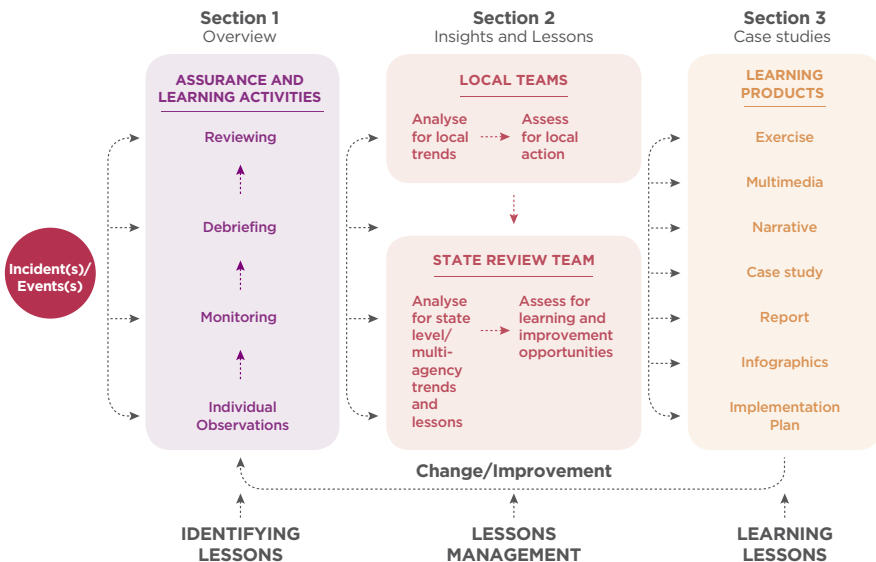 Section 1
Overview
Section 2
Insights and Lessons
Section 3
Case studies
ASSURANCE AND
LEARNING ACTIVITIES
Reviewing
Debriefing
Monitoring
Individual
Observations
Incident(s)/
Events(s)
LOCAL TEAMS
Analyse
for local
trends
Assess
for local
action
STATE REVIEW TEAM
Analyse
for state
level/
multi-
agency
trends
and
lessons
Assess for
learning and
improvement
opportunities
LEARNING
PRODUCTS
Exercise
Multimedia
Narrative
Case study
Report
Infographics
Implementation
Plan
Change/Improvement
IDENTIFYING
LESSONS
LESSONS
MANAGEMENT
LEARNING
LESSONS